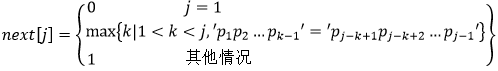 next[j] = { 0 j = 1
max{k|1 < k < j, 'p₁p₂ … pₖ₋₁' = 'pⱼ₋ₖ₊₁pⱼ₋ₖ₊₂ … pⱼ₋₁'}
1 其他情况 }